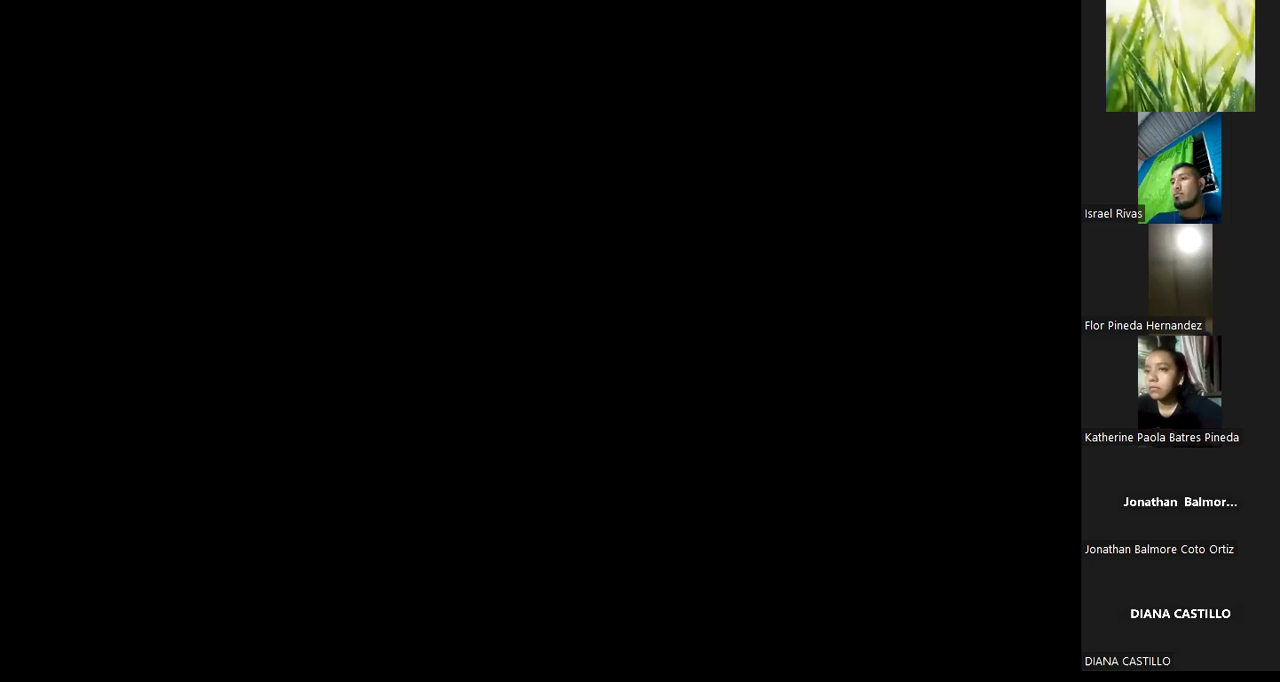 Israel Rivas
Flor Pineda Hernandez
Katherine Paola Batres Pineda
Jonathan Balmor...
Jonathan Balmore Coto Ortiz
DIANA CASTILLO
DIANA CASTILLO